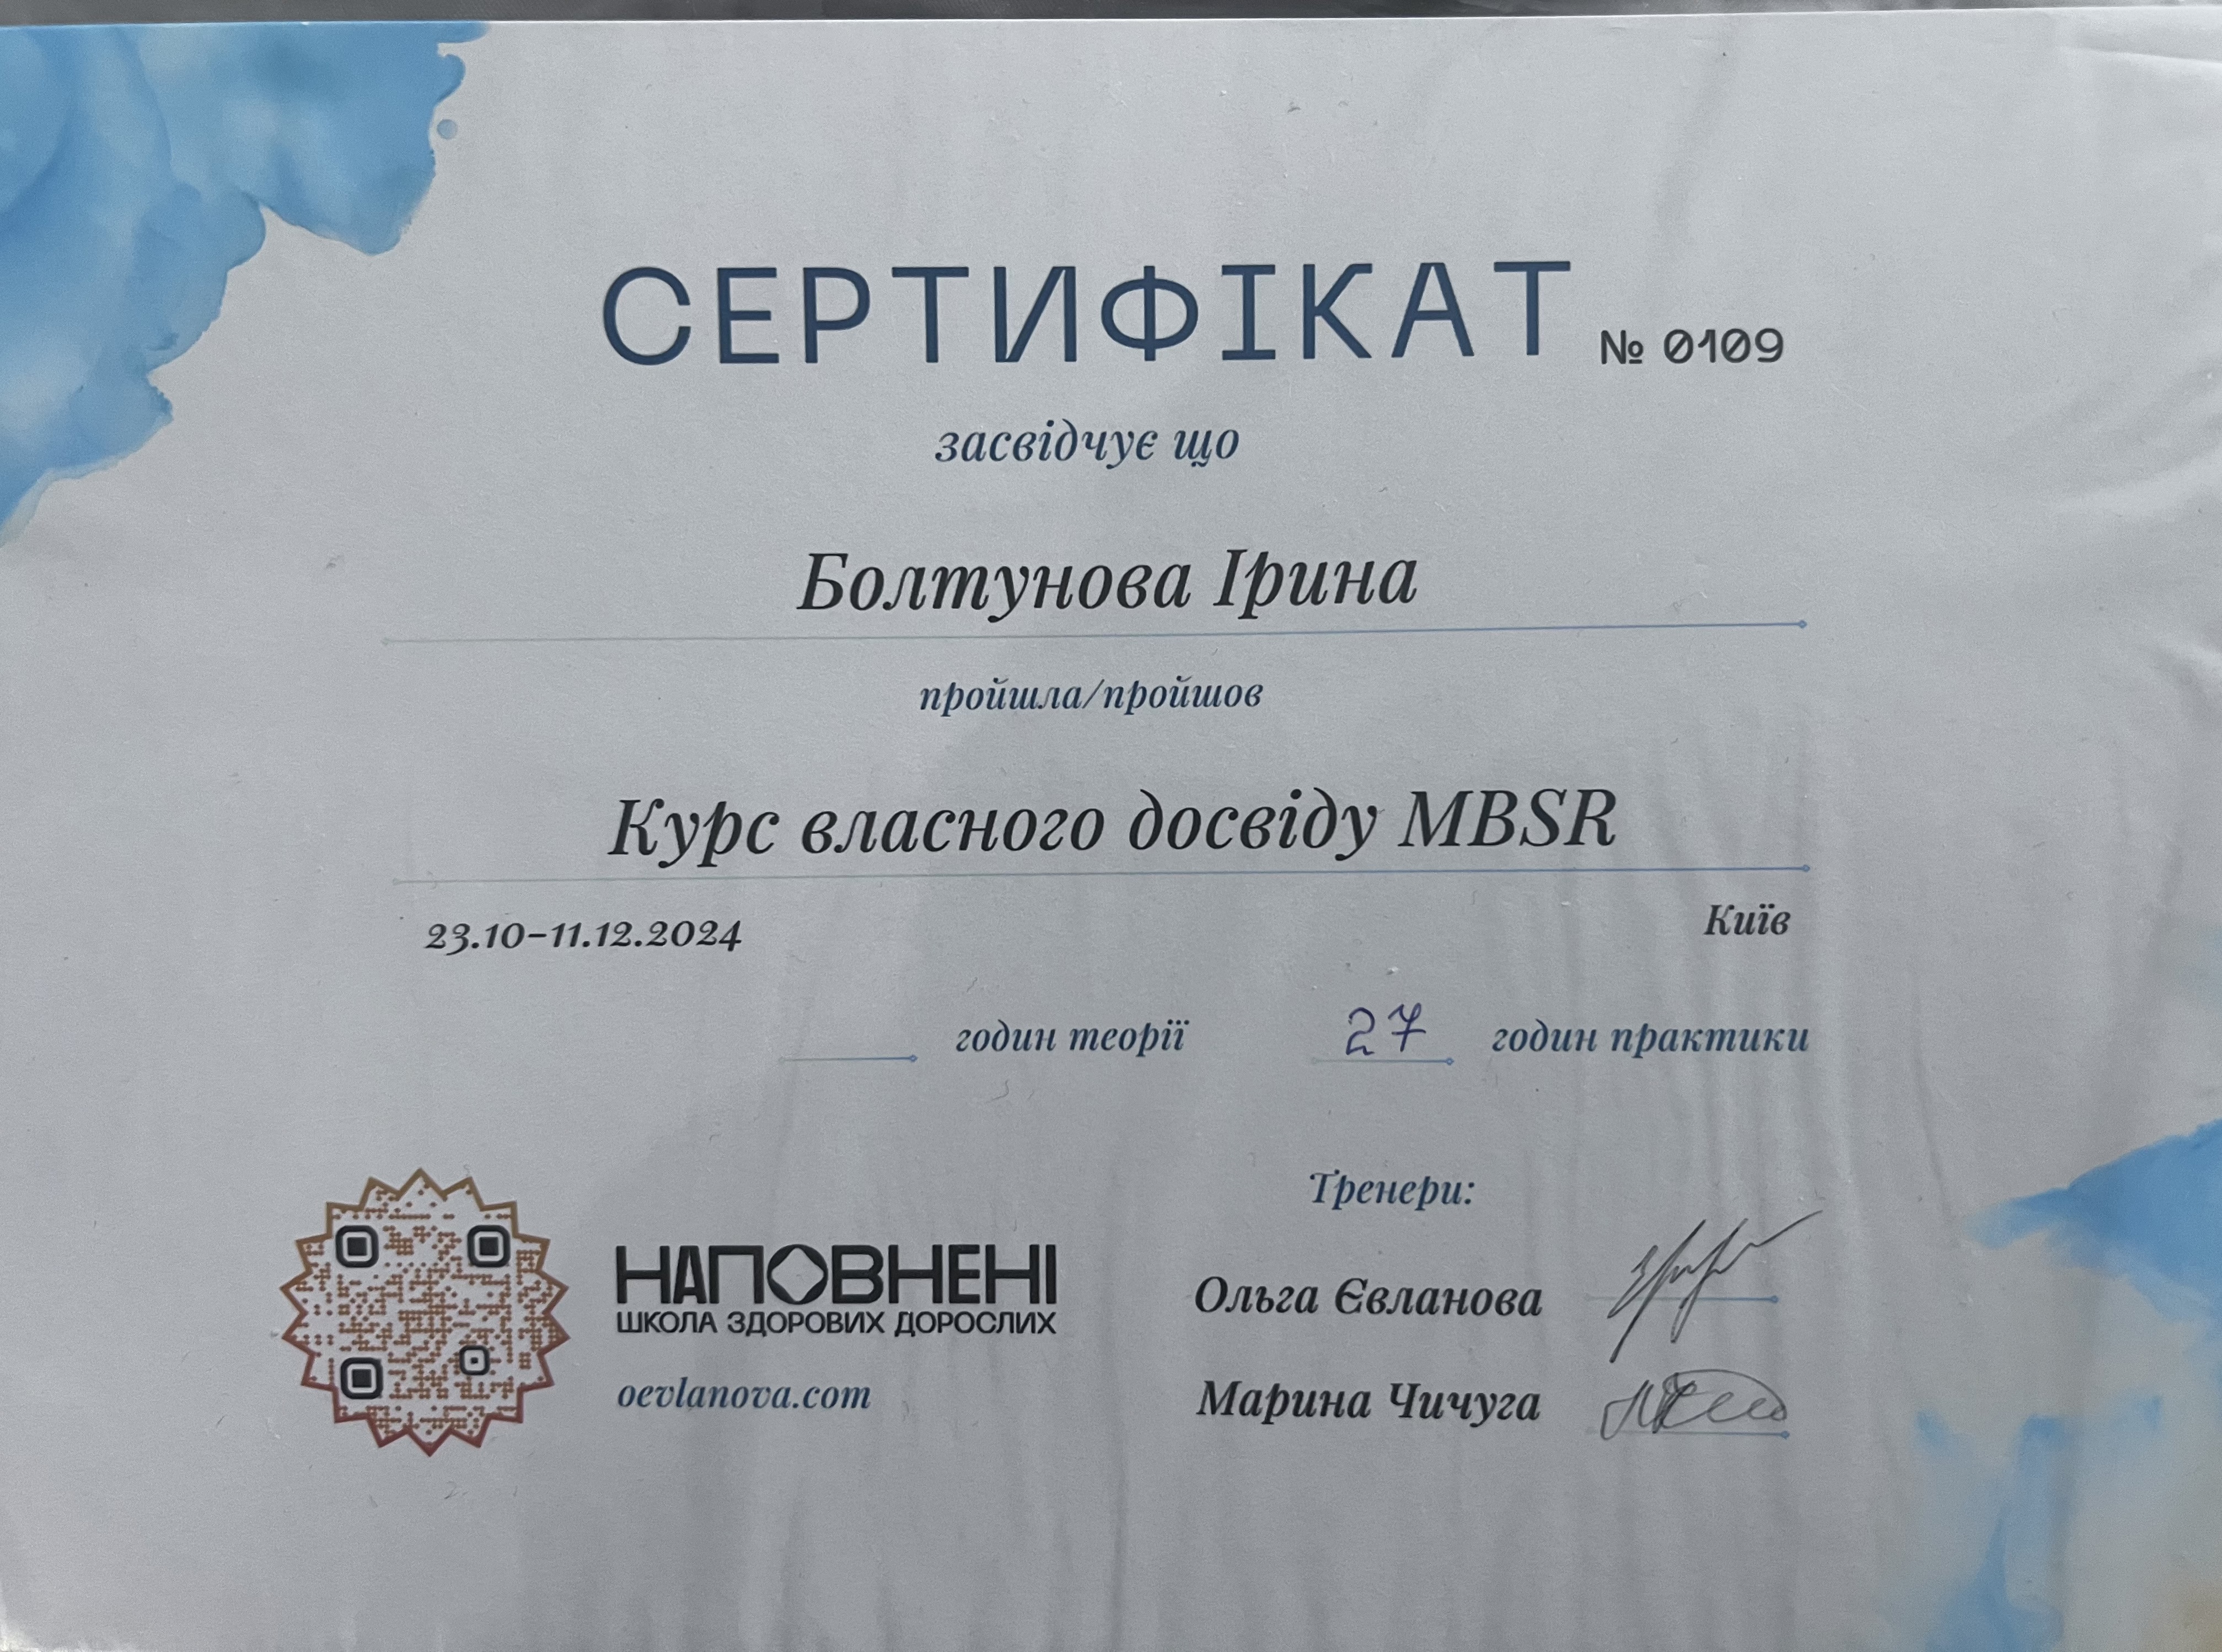 СЕРТИФІКАТ № 0109
засвідчує що
Болтунова Ірина
пройшла/пройшов
Курс власного досвіду MBSR
23.10-11.12.2024 Київ
годин теорії 27 годин практики
Тренери:
НАПОВНЕНІ
ШКОЛА ЗДОРОВИХ ДОРОСЛИХ
oevlanova.com
Ольга Євланова
Марина Чичуга